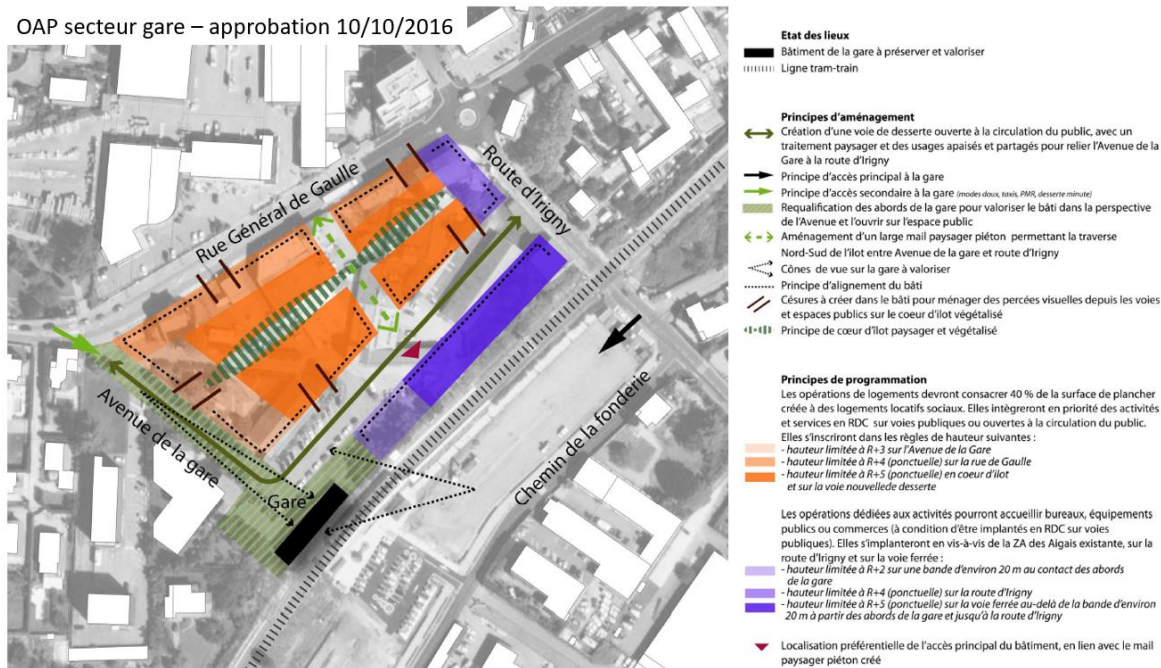 OAP secteur gare – approbation 10/10/2016
Rue Général de Gaulle
Route d'Irigny
Avenue de la gare
Gare
Chemin de la fonderie
Etat des lieux
Bâtiment de la gare à préserver et valoriser
Ligne tram-train
Principes d'aménagement
Création d'une voie de desserte ouverte à la circulation du public, avec un
traitement paysager et des usages apaisés et partagés pour relier l'Avenue de la
Gare à la route d'Irigny
Principe d'accès principal à la gare
Principe d'accès secondaire à la gare (modes doux, taxis, PMR, desserte minute)
Requalification des abords de la gare pour valoriser le bâti dans la perspective
de l'Avenue et l'ouvrir sur l'espace public
Aménagement d'un large mail paysager piéton permettant la traverse
Nord-Sud de l'îlot entre Avenue de la gare et route d'Irigny
Cônes de vue sur la gare à valoriser
Principe d'alignement du bâti
Césures à créer dans le bâti pour ménager des percées visuelles depuis les voies
et espaces publics sur le coeur d'ilot végétalisé
Principe de cœur d'îlot paysager et végétalisé
Principes de programmation
Les opérations de logements devront consacrer 40 % de la surface de plancher
créée à des logements locatifs sociaux. Elles intègreront en priorité des activités
et services en RDC sur voies publiques ou ouvertes à la circulation du public.
Elles s'inscriront dans les règles de hauteur suivantes :
- hauteur limitée à R+3 sur l'Avenue de la Gare
- hauteur limitée à R+4 (ponctuelle) sur la rue de Gaulle
- hauteur limitée à R+5 (ponctuelle) en coeur d'ilot
et sur la voie nouvellede desserte
Les opérations dédiées aux activités pourront accueillir bureaux, équipements
publics ou commerces (à condition d'être implantés en RDC sur voies
publiques). Elles s'implanteront en vis-à-vis de la ZA des Aigais existante, sur la
route d'Irigny et sur la voie ferrée :
- hauteur limitée à R+2 sur une bande d'environ 20 m au contact des abords
de la gare
- hauteur limitée à R+4 (ponctuelle) sur la route d'Irigny
- hauteur limitée à R+5 (ponctuelle) sur la voie ferrée au-delà de la bande d'environ
20 m à partir des abords de la gare et jusqu'à la route d'Irigny
Localisation préférentielle de l'accès principal du bâtiment, en lien avec le mail
paysager piéton créé